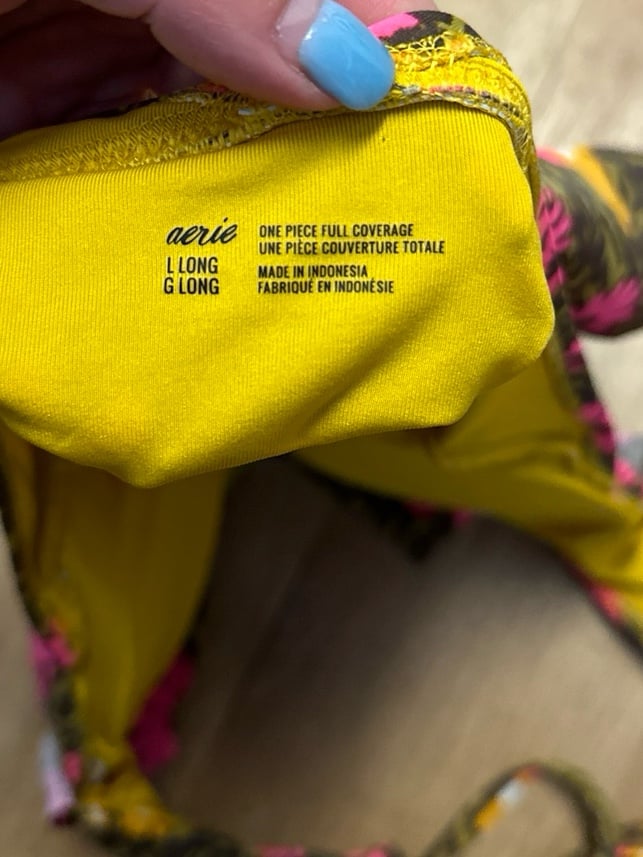 aerie
ONE PIECE FULL COVERAGE
UNE PIÈCE COUVERTURE TOTALE
L LONG
G LONG
MADE IN INDONESIA
FABRIQUÉ EN INDONÉSIE